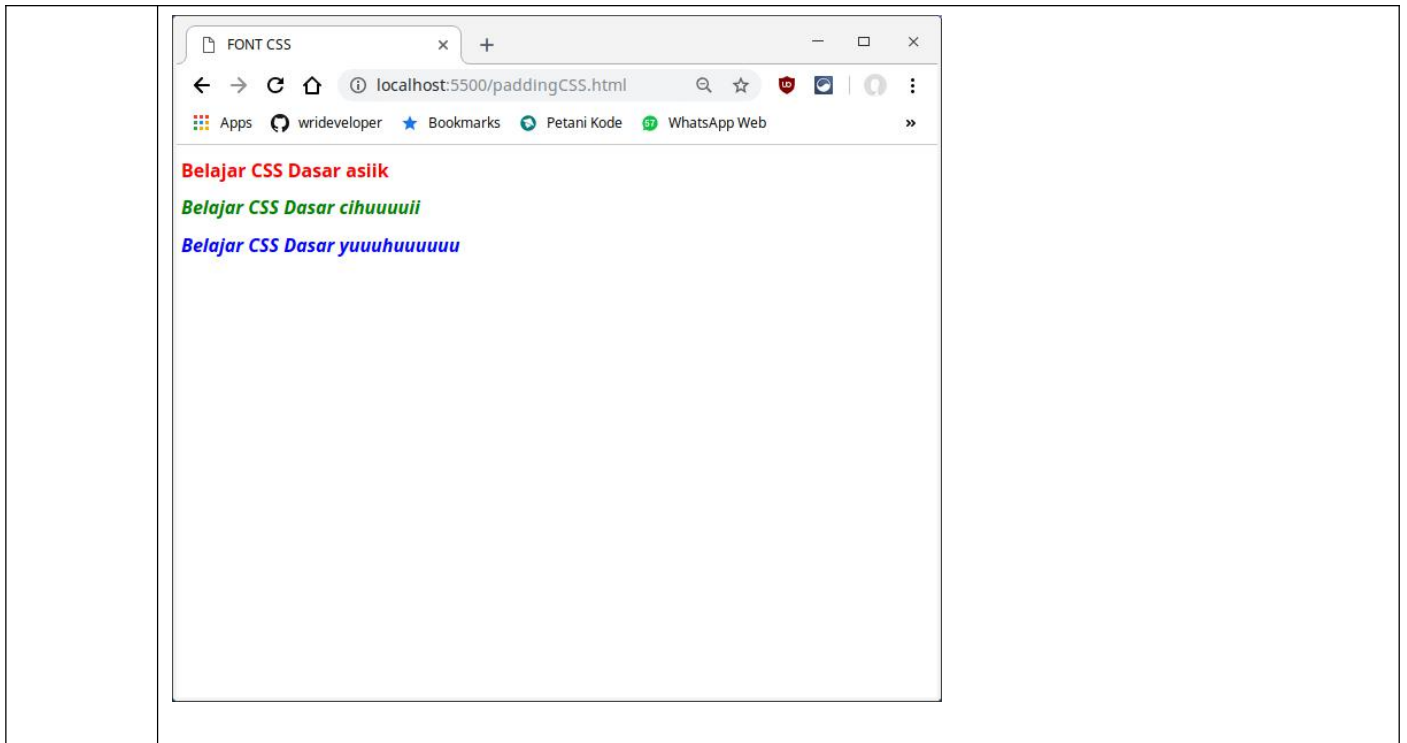 FONT CSS
localhost:5500/paddingCSS.html
Apps wrideveloper Bookmarks Petani Kode 57 WhatsApp Web »
Belajar CSS Dasar asiik
Belajar CSS Dasar cihuuuuii
Belajar CSS Dasar yuuuhuuuuuu